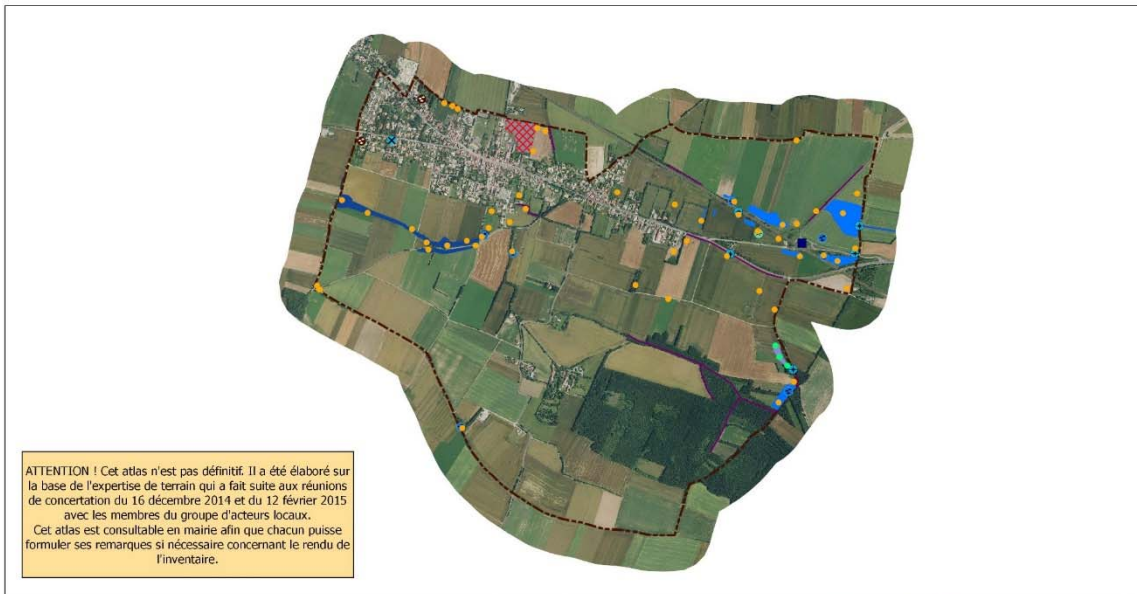 ATTENTION ! Cet atlas n'est pas définitif. Il a été élaboré sur
la base de l'expertise de terrain qui a fait suite aux réunions
de concertation du 16 décembre 2014 et du 12 février 2015
avec les membres du groupe d'acteurs locaux.
Cet atlas est consultable en mairie afin que chacun puisse
formuler ses remarques si nécessaire concernant le rendu de
l'inventaire.